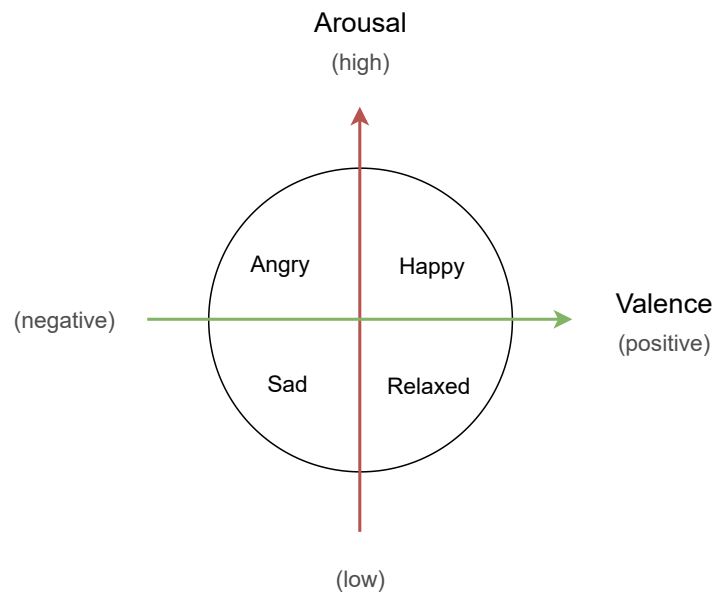 Arousal
(high)
Angry
Happy
(negative)
Valence
(positive)
Sad
Relaxed
(low)